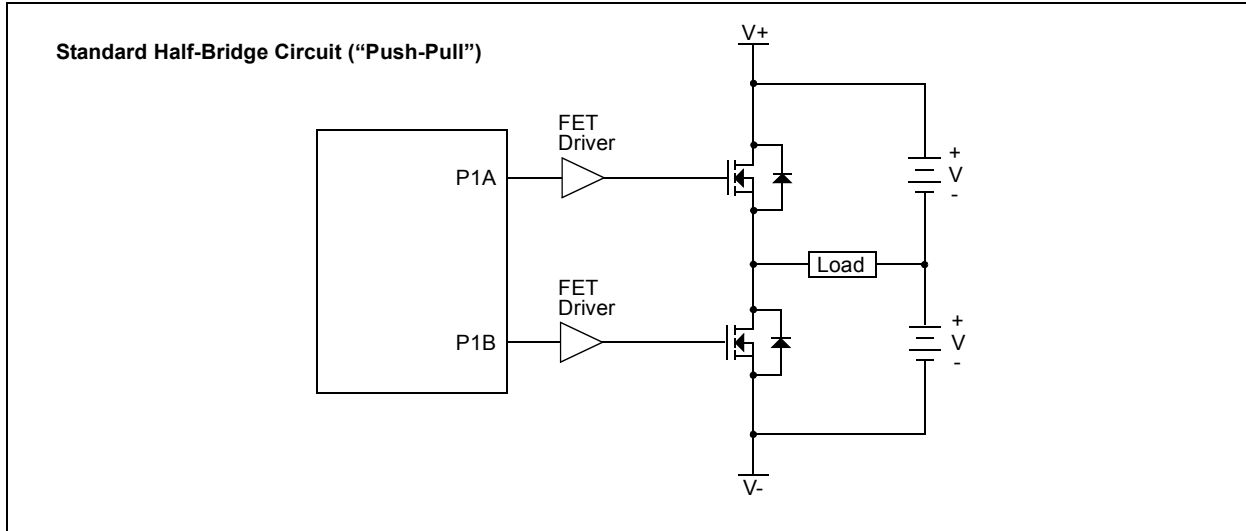 Standard Half-Bridge Circuit (“Push-Pull”)
V+
FET
Driver
P1A
+
V
-
Load
FET
Driver
P1B
+
V
-
V-